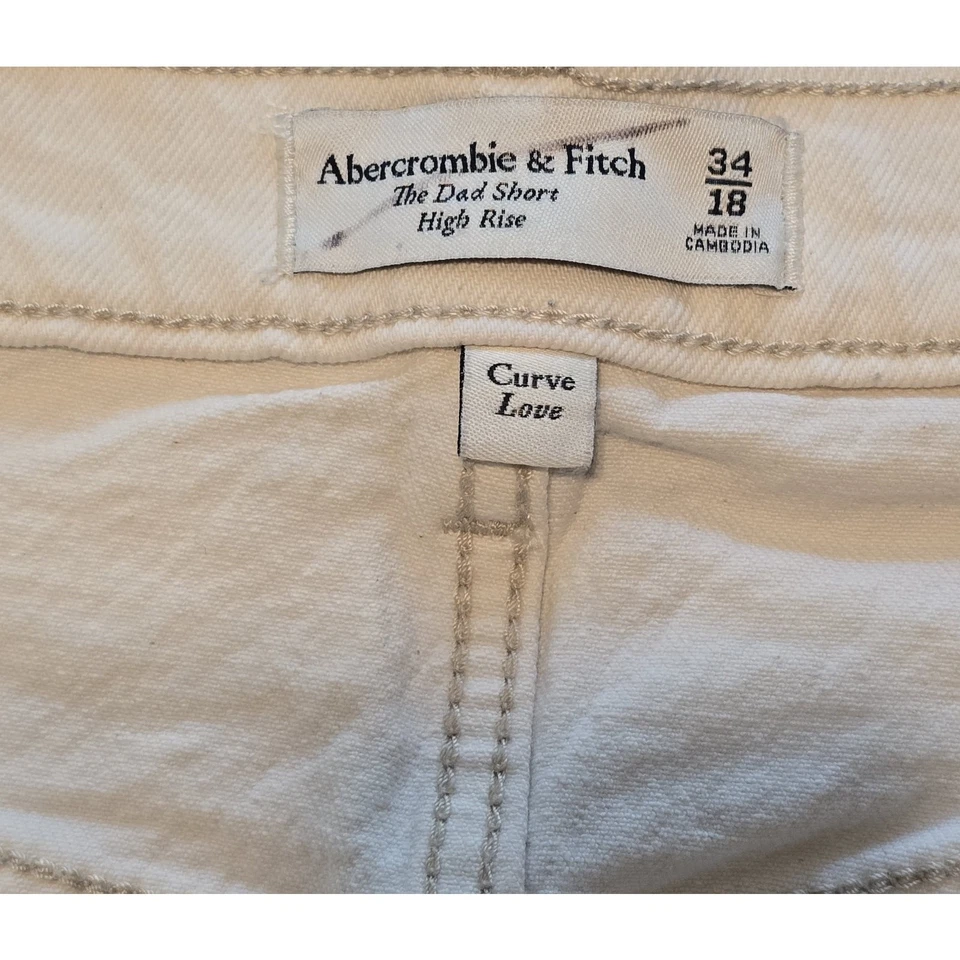 Abercrombie & Fitch
The Dad Short
High Rise
34
18
MADE IN
CAMBODIA
Curve
Love